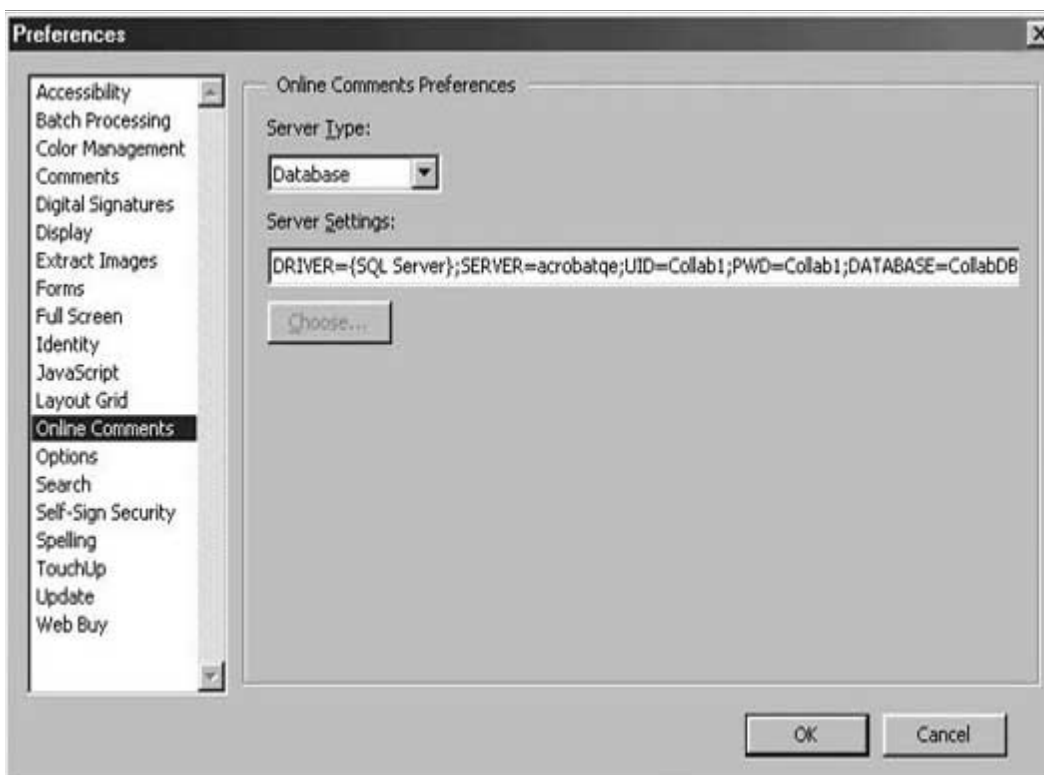 Preferences
Accessibility
Batch Processing
Color Management
Comments
Digital Signatures
Display
Extract Images
Forms
Full Screen
Identity
JavaScript
Layout Grid
Online Comments
Options
Search
Self-Sign Security
Spelling
TouchUp
Update
Web Buy
Online Comments Preferences
Server Type:
Database
Server Settings:
DRIVER={SQL Server};SERVER=acrobatqe;UID=Collab1;PWD=Collab1;DATABASE=CollabDB
Choose...
OK
Cancel